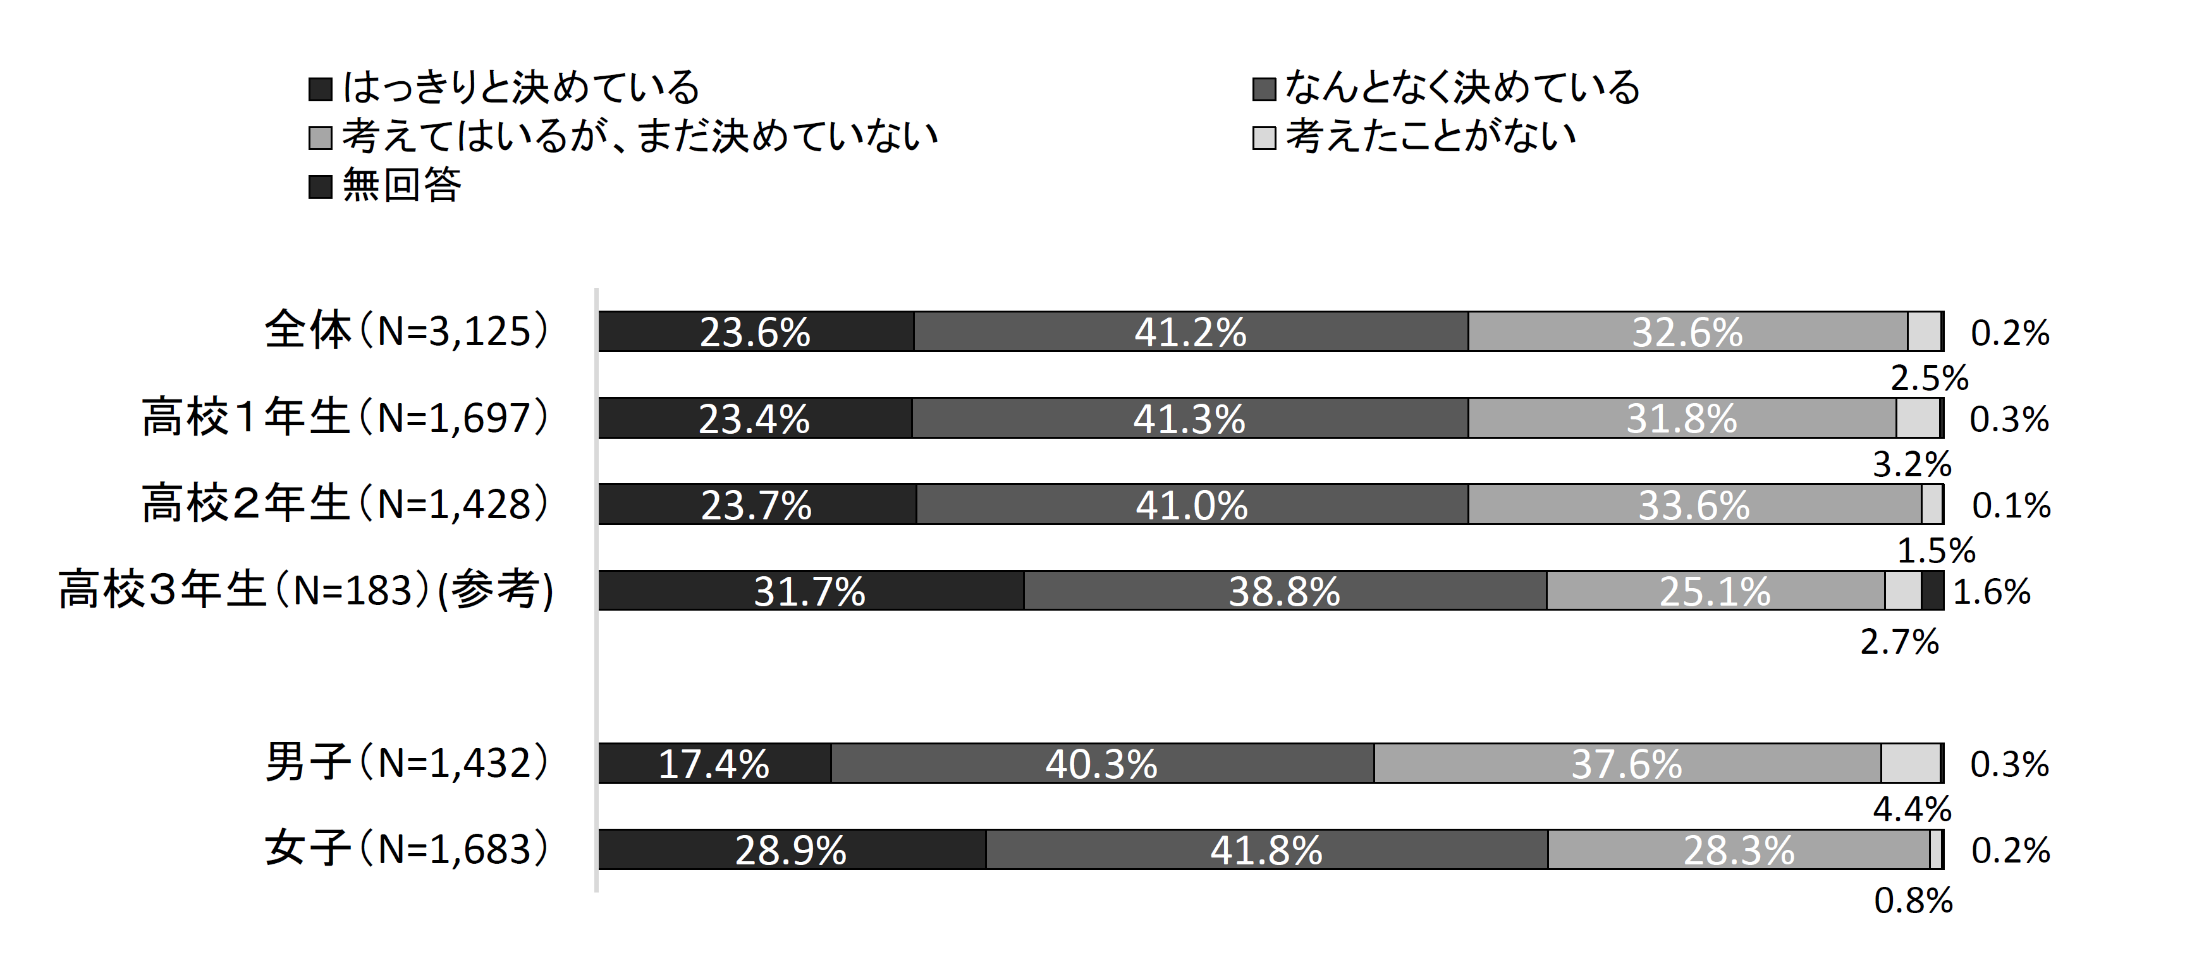 はっきりと決めている なんとなく決めている
考えてはいるが、まだ決めていない 考えたことがない
無回答
全体（N=3,125） 23.6% 41.2% 32.6% 0.2%
2.5%
高校１年生（N=1,697） 23.4% 41.3% 31.8% 0.3%
3.2%
高校２年生（N=1,428） 23.7% 41.0% 33.6% 0.1%
1.5%
高校３年生（N=183）(参考) 31.7% 38.8% 25.1% 1.6%
2.7%
男子（N=1,432） 17.4% 40.3% 37.6% 0.3%
4.4%
女子（N=1,683） 28.9% 41.8% 28.3% 0.2%
0.8%